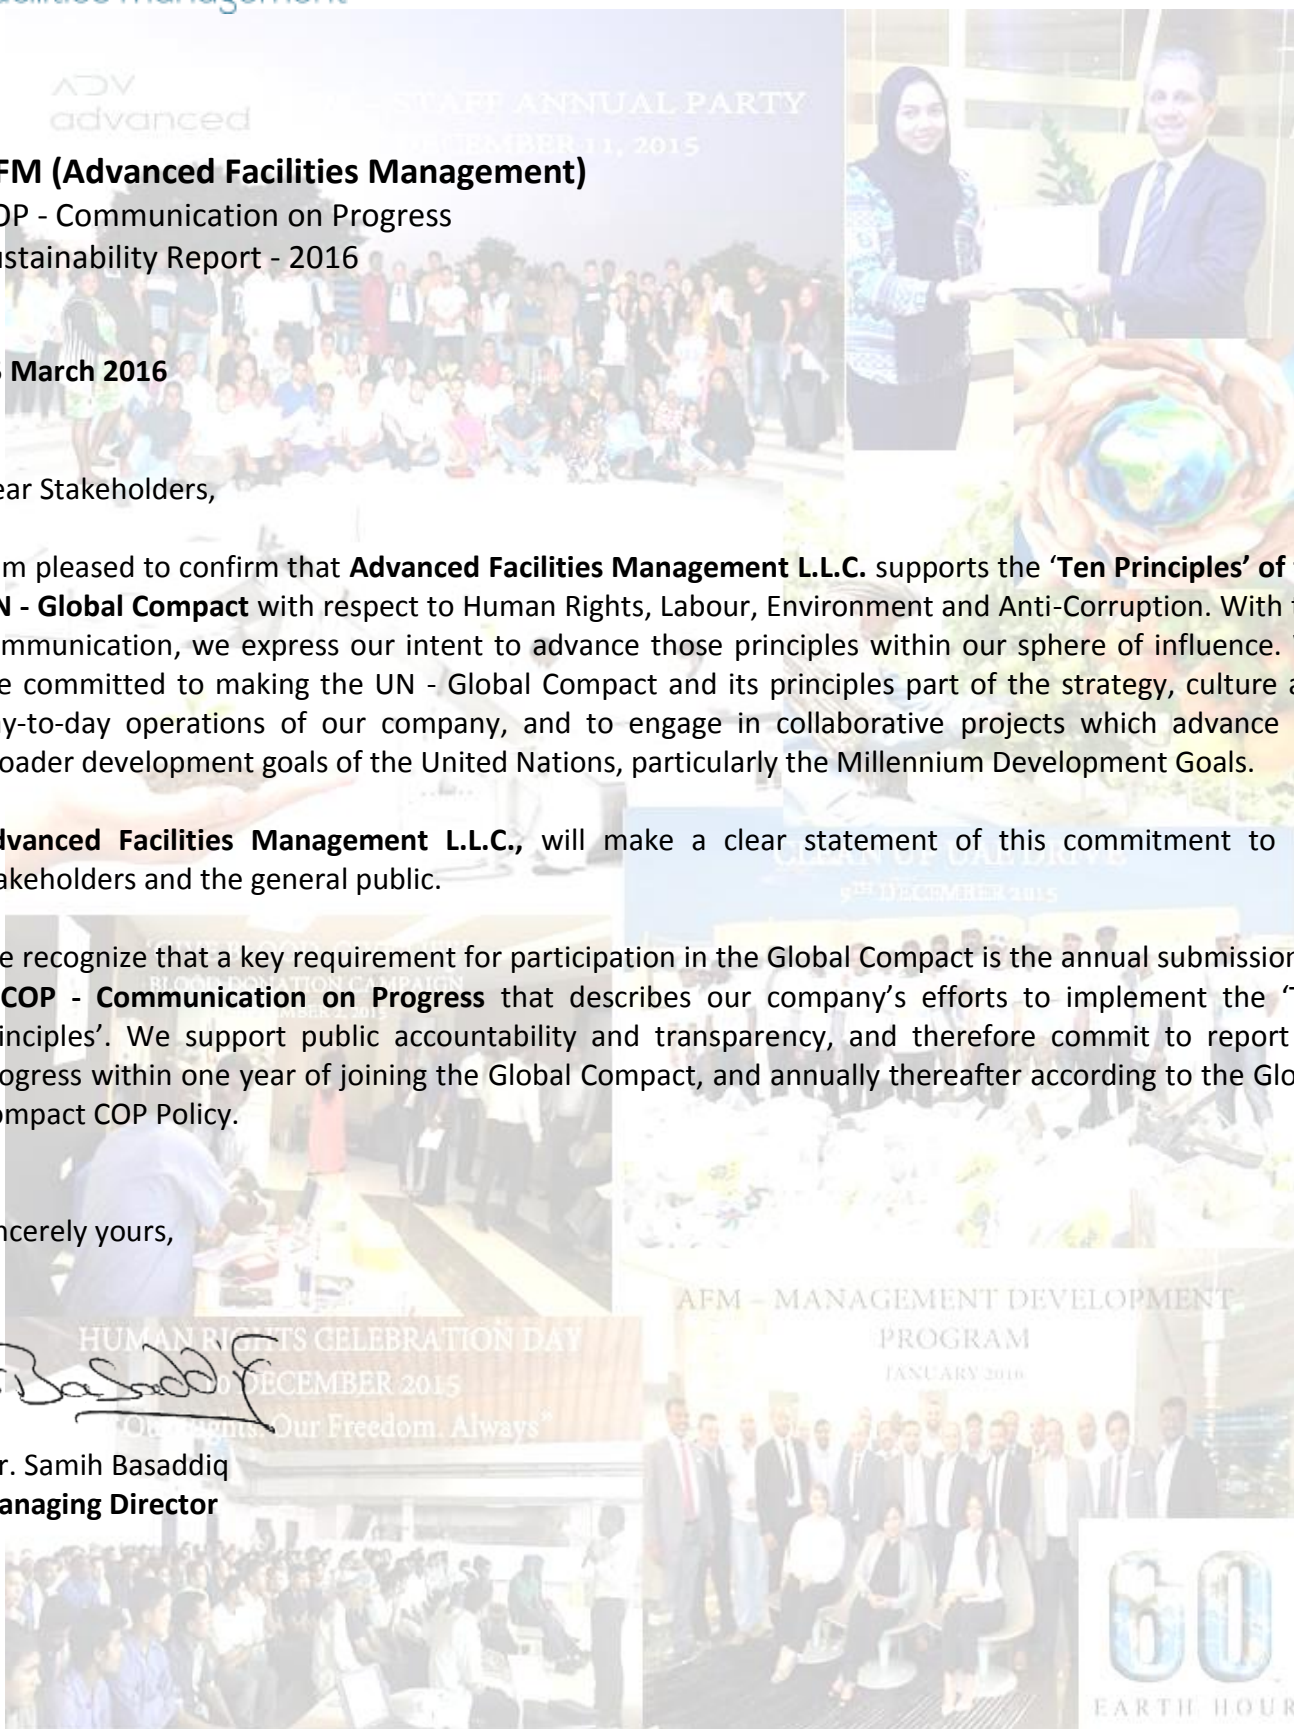 advanced
STAFF ANNUAL PARTY
DECEMBER 11, 2015
FM (Advanced Facilities Management)
OP - Communication on Progress
ustainability Report - 2016
March 2016
ear Stakeholders,
m pleased to confirm that Advanced Facilities Management L.L.C. supports the ‘Ten Principles’ of
N - Global Compact with respect to Human Rights, Labour, Environment and Anti-Corruption. With
mmunication, we express our intent to advance those principles within our sphere of influence.
e committed to making the UN - Global Compact and its principles part of the strategy, culture
y-to-day operations of our company, and to engage in collaborative projects which advance
oader development goals of the United Nations, particularly the Millennium Development Goals.
dvanced Facilities Management L.L.C., will make a clear statement of this commitment to
akeholders and the general public.
CLEAN UP UAE DRIVE
DECEMBER 2015
e recognize that a key requirement for participation in the Global Compact is the annual submission
COP - Communication on Progress that describes our company’s efforts to implement the
inciples’. We support public accountability and transparency, and therefore commit to report
ogress within one year of joining the Global Compact, and annually thereafter according to the Glo
ompact COP Policy.
BLOOD DONATION CAMPAIGN
ncerely yours,
AFM – MANAGEMENT DEVELOPMENT
PROGRAM
JANUARY 2016
HUMAN RIGHTS CELEBRATION DAY
10 DECEMBER 2015
Our Rights. Our Freedom. Always”
r. Samih Basaddiq
anaging Director
60
EARTH HOUR